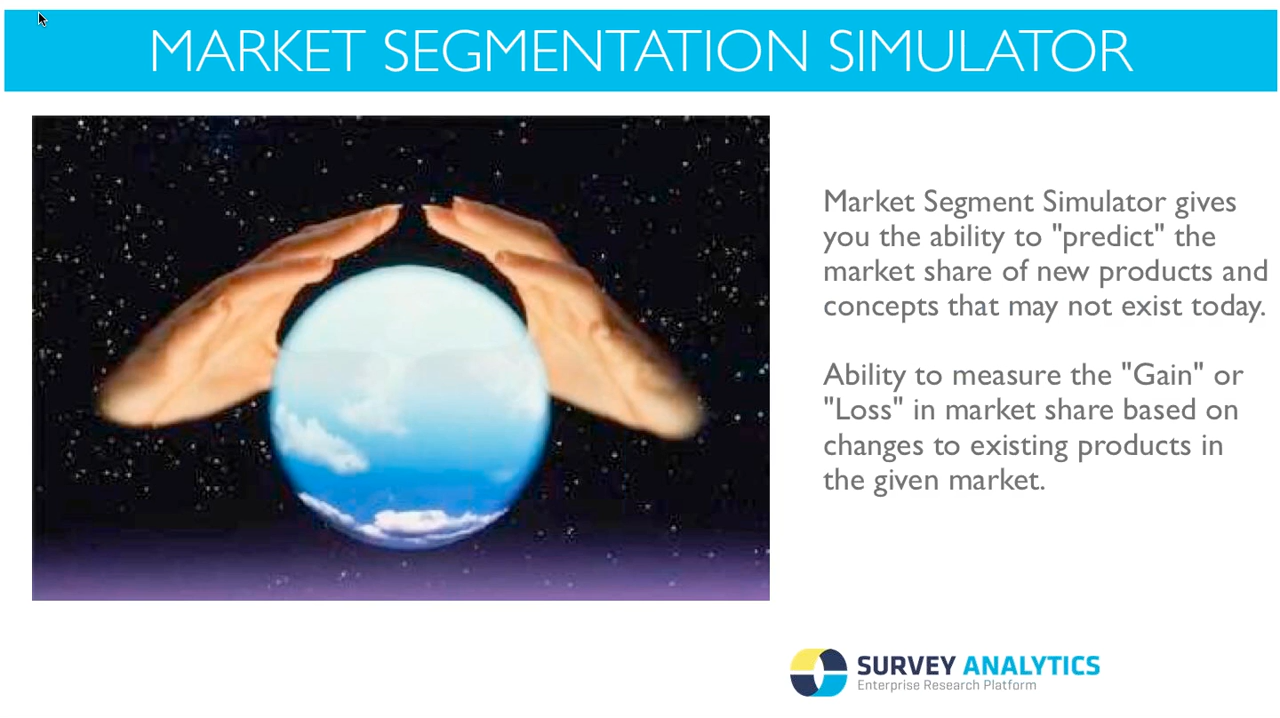 MARKET SEGMENTATION SIMULATOR
Market Segment Simulator gives
you the ability to "predict" the
market share of new products and
concepts that may not exist today.
Ability to measure the "Gain" or
"Loss" in market share based on
changes to existing products in
the given market.
SURVEY ANALYTICS
Enterprise Research Platform